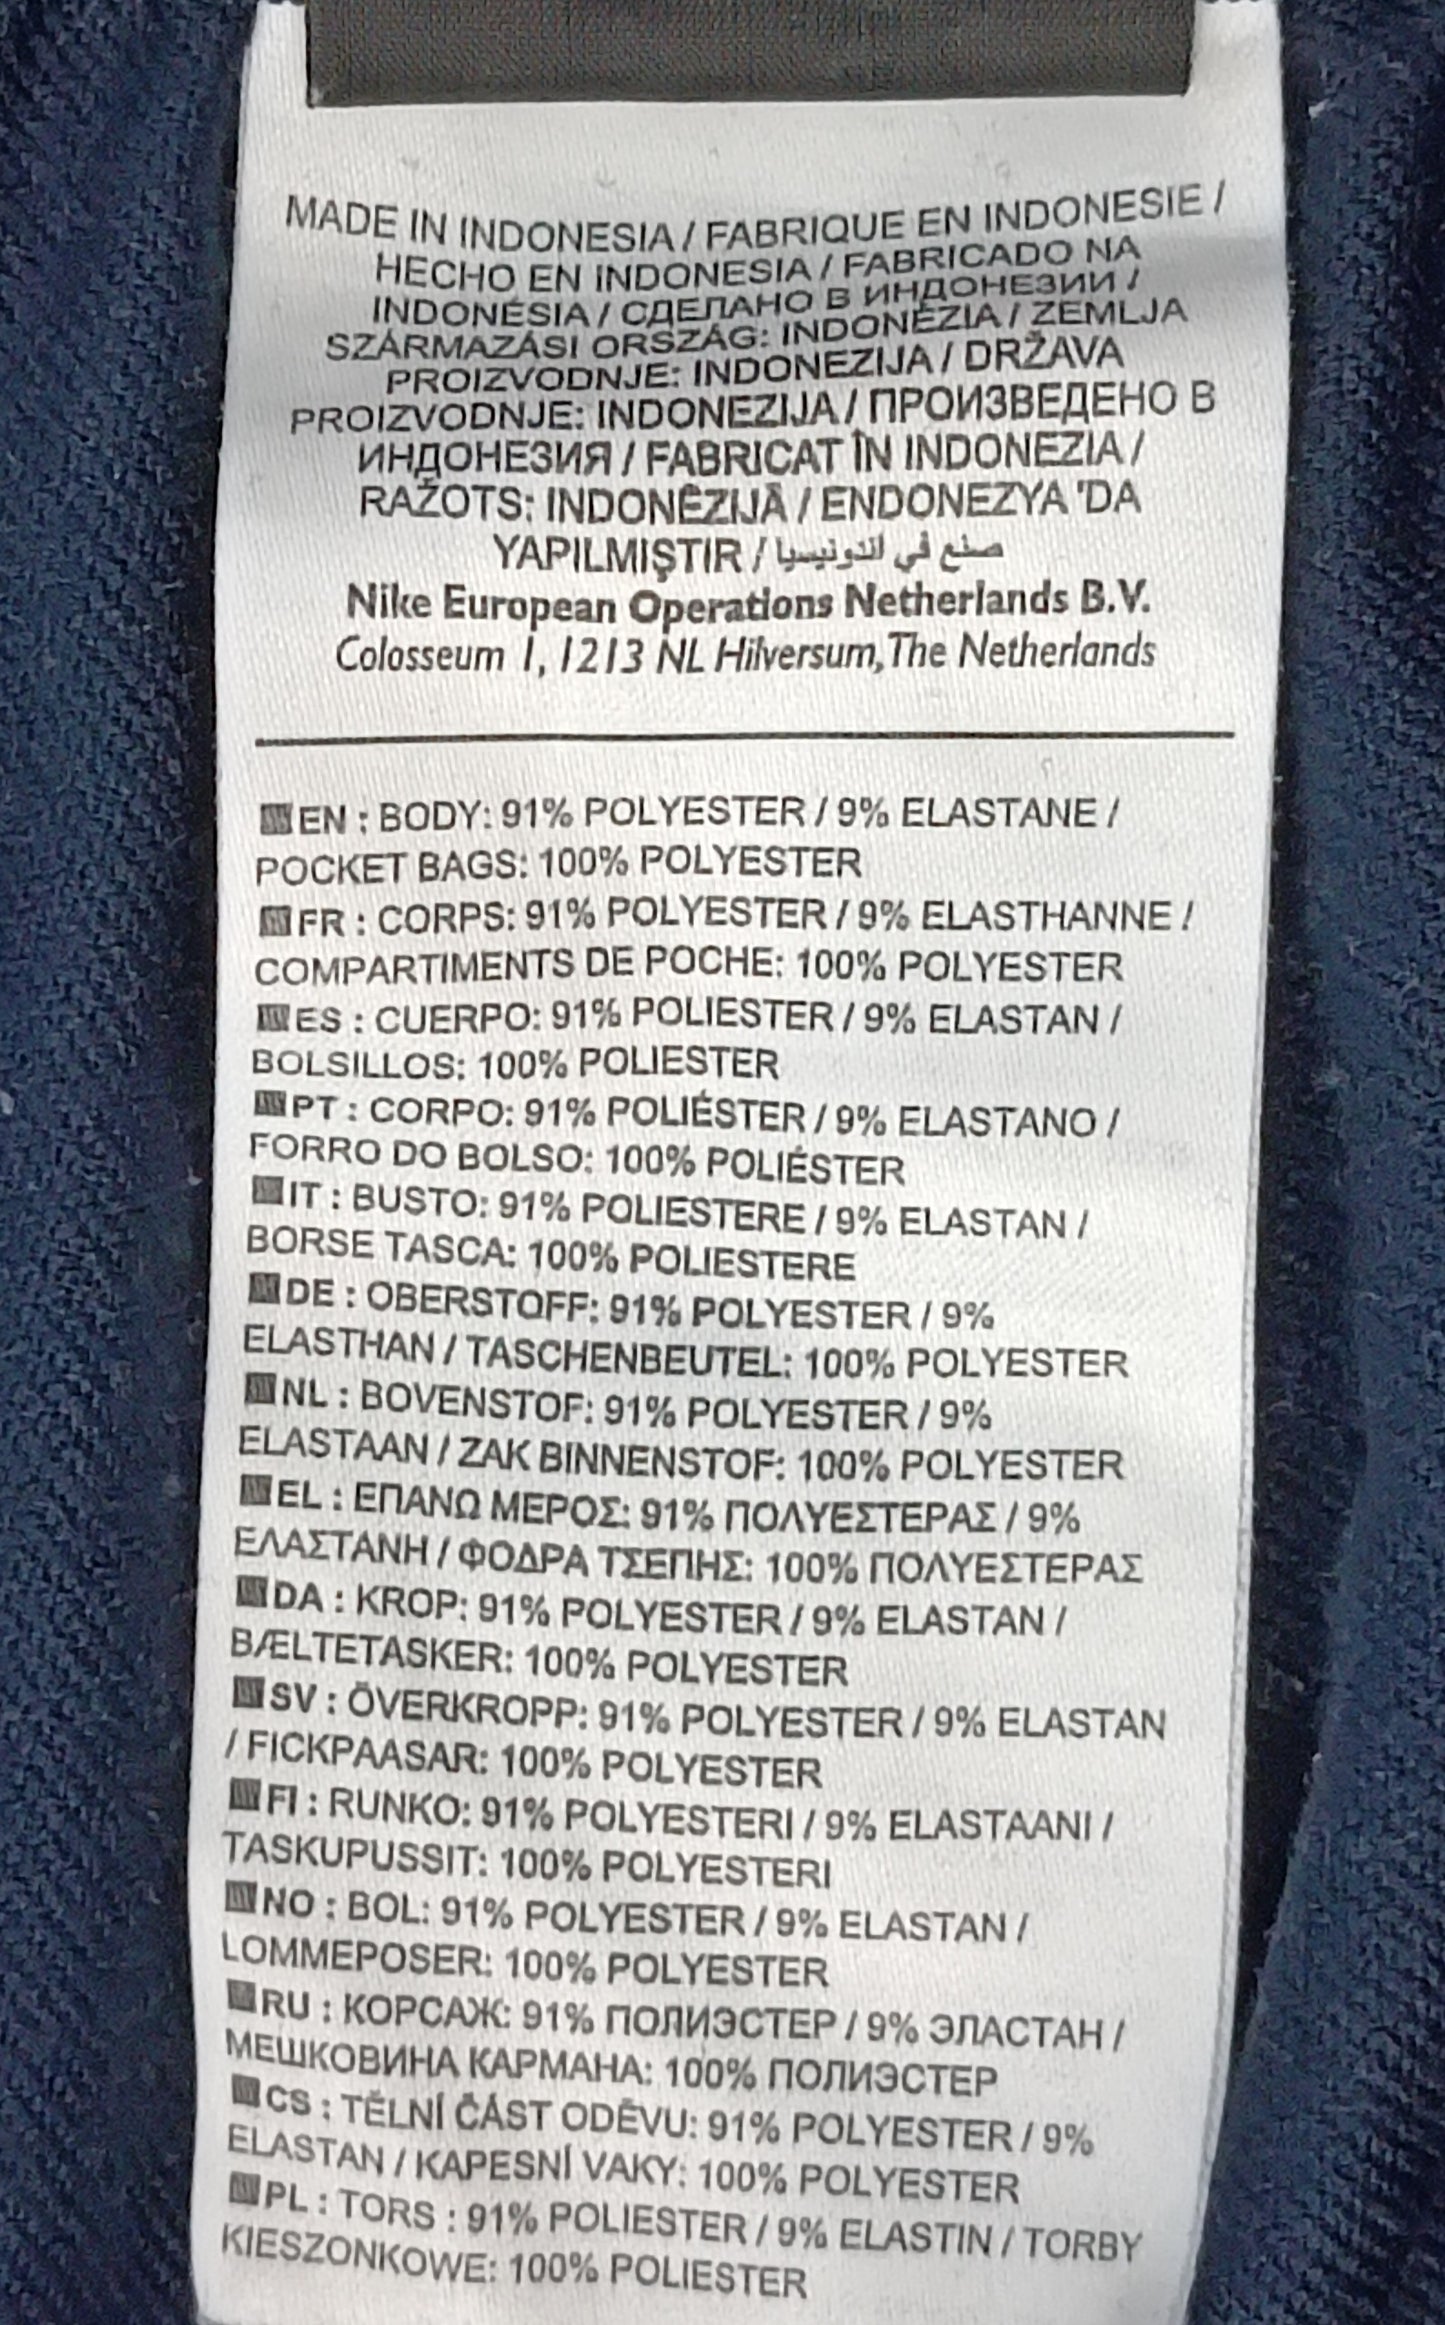 MADE IN INDONESIA / FABRIQUE EN INDONESIE /
HECHO EN INDONESIA / FABRICADO NA
INDONÉSIA / СДЕЛАНО В ИНДОНЕЗИИ /
SZÁRMAZÁSI ORSZÁG: INDONÉZIA / ZEMLJA
PROIZVODNJE: INDONEZIJA / DRŽAVA
PROIZVODNJE: INDONEZIJA / ПРОИЗВЕДЕНО В
ИНДОНЕЗИЯ / FABRICAT ÎN INDONEZIA /
RAŽOTS: INDONĒZIJĀ / ENDONEZYA 'DA
YAPILMIŞTIR / صنع في اندونيسيا
Nike European Operations Netherlands B.V.
Colosseum 1, 1213 NL Hilversum, The Netherlands
EN : BODY: 91% POLYESTER / 9% ELASTANE /
POCKET BAGS: 100% POLYESTER
FR : CORPS: 91% POLYESTER / 9% ELASTHANNE /
COMPARTIMENTS DE POCHE: 100% POLYESTER
ES : CUERPO: 91% POLIESTER / 9% ELASTAN /
BOLSILLOS: 100% POLIESTER
PT : CORPO: 91% POLIÉSTER / 9% ELASTANO /
FORRO DO BOLSO: 100% POLIÉSTER
IT : BUSTO: 91% POLIESTERE / 9% ELASTAN /
BORSE TASCA: 100% POLIESTERE
DE : OBERSTOFF: 91% POLYESTER / 9%
ELASTHAN / TASCHENBEUTEL: 100% POLYESTER
NL : BOVENSTOF: 91% POLYESTER / 9%
ELASTAAN / ZAK BINNENSTOF: 100% POLYESTER
EL : ΕΠΑΝΩ ΜΕΡΟΣ: 91% ΠΟΛΥΕΣΤΕΡΑΣ / 9%
ΕΛΑΣΤΑΝΗ / ΦΟΔΡΑ ΤΣΕΠΗΣ: 100% ΠΟΛΥΕΣΤΕΡΑΣ
DA : KROP: 91% POLYESTER / 9% ELASTAN /
BÆLTETASKER: 100% POLYESTER
SV : ÖVERKROPP: 91% POLYESTER / 9% ELASTAN
/ FICKPAASAR: 100% POLYESTER
FI : RUNKO: 91% POLYESTERI / 9% ELASTAANI /
TASKUPUSSIT: 100% POLYESTERI
NO : BOL: 91% POLYESTER / 9% ELASTAN /
LOMMEPOSER: 100% POLYESTER
RU : КОРСАЖ: 91% ПОЛИЭСТЕР / 9% ЭЛАСТАН /
МЕШКОВИНА КАРМАНА: 100% ПОЛИЭСТЕР
CS : TĚLNÍ ČÁST ODĚVU: 91% POLYESTER / 9%
ELASTAN / KAPESNÍ VAKY: 100% POLYESTER
PL : TORS : 91% POLIESTER / 9% ELASTIN / TORBY
KIESZONKOWE: 100% POLIESTER